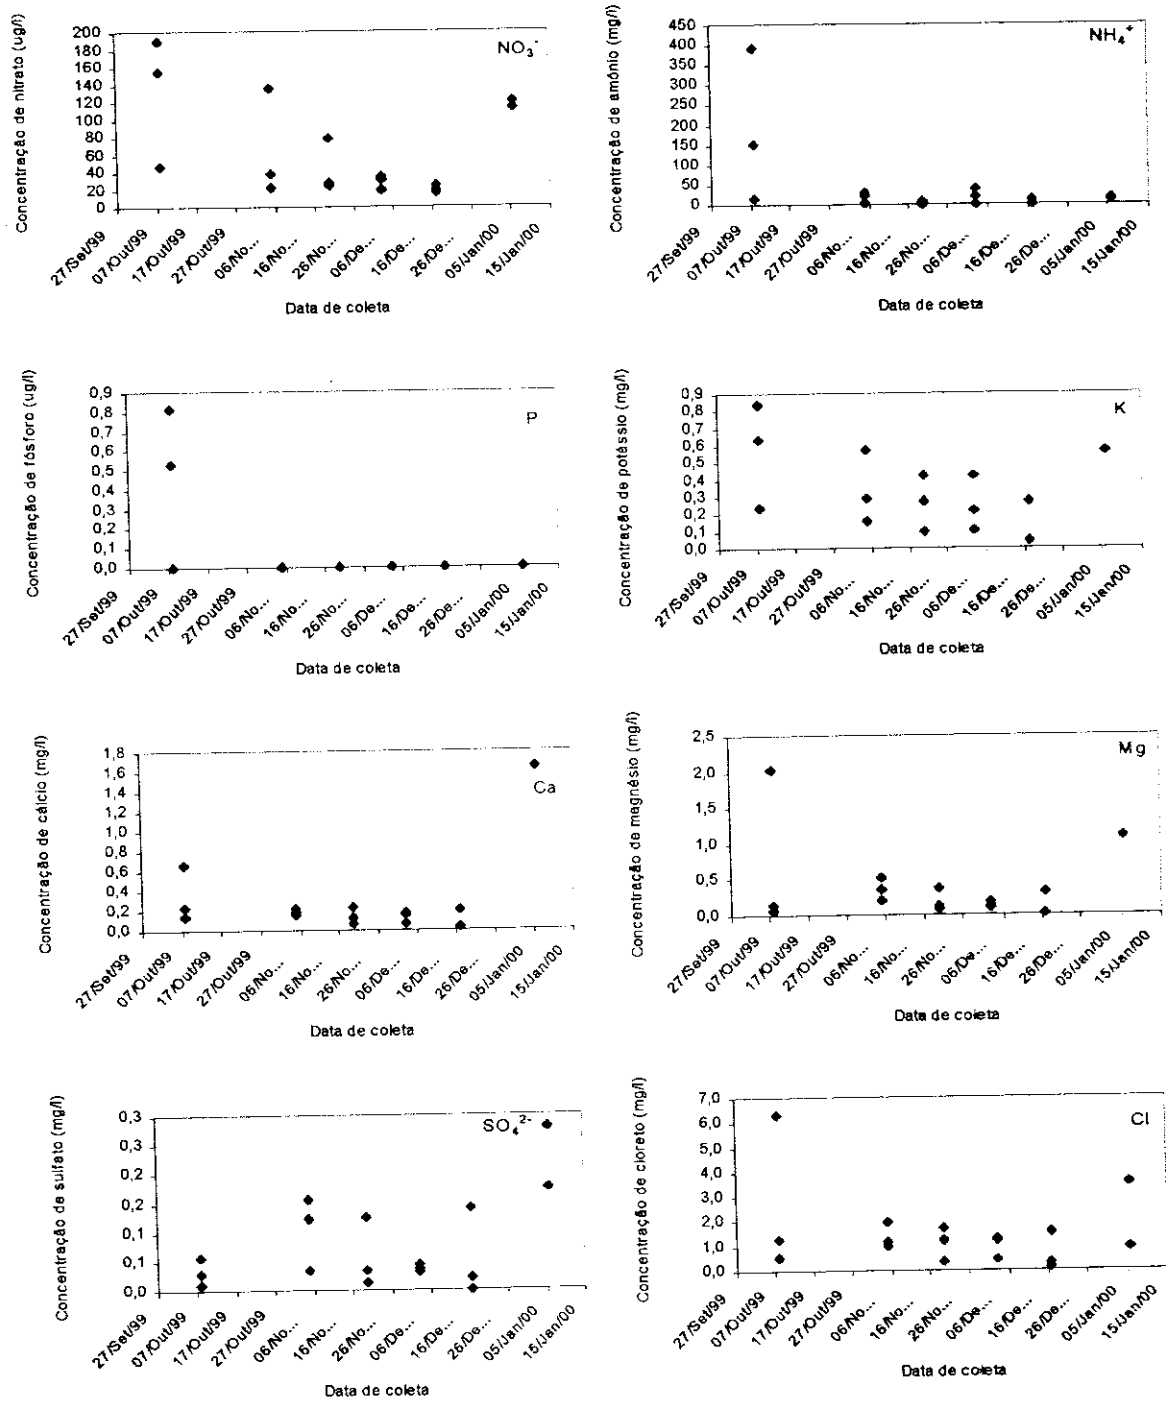 Concentração de nitrato (ug/l)
200
180
160
140
120
100
80
60
40
20
0
NO₃⁻
27/Set/99
07/Out/99
17/Out/99
27/Out/99
06/No...
16/No...
26/No...
06/De...
16/De...
26/De...
05/Jan/00
15/Jan/00
Data de coleta
Concentração de amônio (mg/l)
450
400
350
300
250
200
150
100
50
0
NH₄⁺
27/Set/99
07/Out/99
17/Out/99
27/Out/99
06/No...
16/No...
26/No...
06/De...
16/De...
26/De...
05/Jan/00
15/Jan/00
Data de coleta
Concentração de fósforo (ug/l)
0,9
0,8
0,7
0,6
0,5
0,4
0,3
0,2
0,1
0,0
P
27/Set/99
07/Out/99
17/Out/99
27/Out/99
06/No...
16/No...
26/No...
06/De...
16/De...
26/De...
05/Jan/00
15/Jan/00
Data de coleta
Concentração de potássio (mg/l)
0,9
0,8
0,7
0,6
0,5
0,4
0,3
0,2
0,1
0,0
K
27/Set/99
07/Out/99
17/Out/99
27/Out/99
06/No...
16/No...
26/No...
06/De...
16/De...
26/De...
05/Jan/00
15/Jan/00
Data de coleta
Concentração de cálcio (mg/l)
1,8
1,6
1,4
1,2
1,0
0,8
0,6
0,4
0,2
0,0
Ca
27/Set/99
07/Out/99
17/Out/99
27/Out/99
06/No...
16/No...
26/No...
06/De...
16/De...
26/De...
05/Jan/00
15/Jan/00
Data de coleta
Concentração de magnésio (mg/l)
2,5
2,0
1,5
1,0
0,5
0,0
Mg
27/Set/99
07/Out/99
17/Out/99
27/Out/99
06/No...
16/No...
26/No...
06/De...
16/De...
26/De...
05/Jan/00
15/Jan/00
Data de coleta
Concentração de sulfato (mg/l)
0,3
0,3
0,2
0,2
0,1
0,1
0,0
SO₄²⁻
27/Set/99
07/Out/99
17/Out/99
27/Out/99
06/No...
16/No...
26/No...
06/De...
16/De...
26/De...
05/Jan/00
15/Jan/00
Data de coleta
Concentração de cloreto (mg/l)
7,0
6,0
5,0
4,0
3,0
2,0
1,0
0,0
Cl
27/Set/99
07/Out/99
17/Out/99
27/Out/99
06/No...
16/No...
26/No...
06/De...
16/De...
26/De...
05/Jan/00
15/Jan/00
Data de coleta